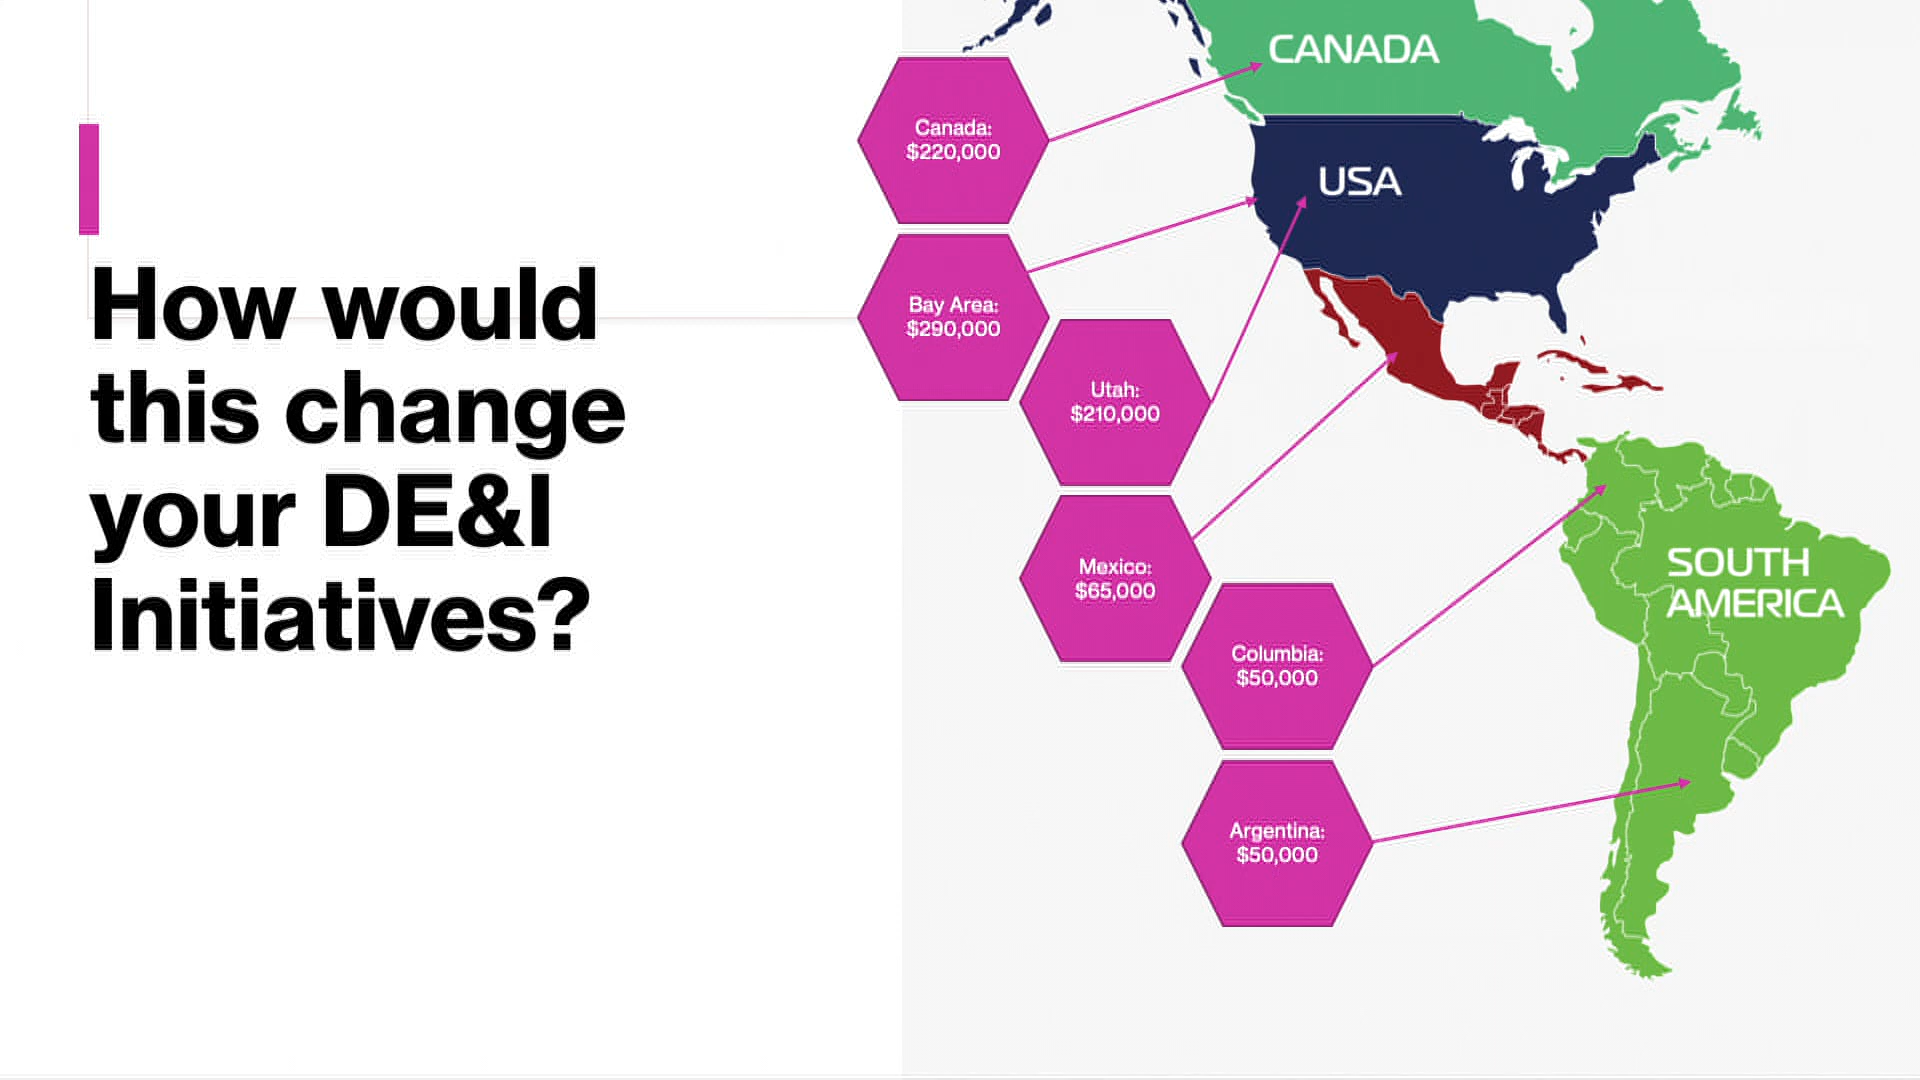 How would
this change
your DE&I
Initiatives?
Canada:
$220,000
Bay Area:
$290,000
Utah:
$210,000
Mexico:
$65,000
Columbia:
$50,000
Argentina:
$50,000
CANADA
USA
SOUTH
AMERICA